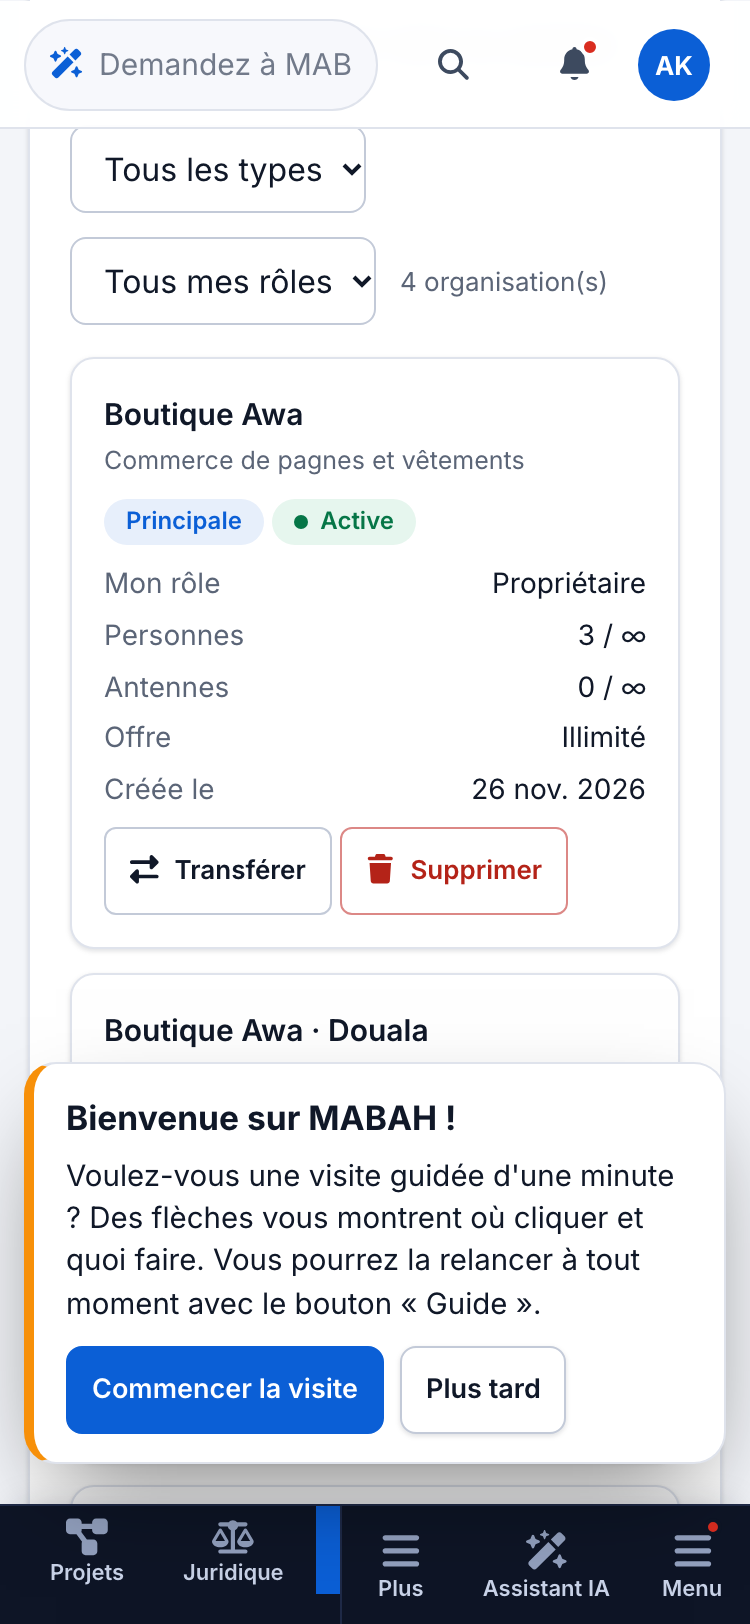 Demandez à MAB
AK
Tous les types
Tous mes rôles
4 organisation(s)
Boutique Awa
Commerce de pagnes et vêtements
Principale
Active
Mon rôle Propriétaire
Personnes 3 / ∞
Antennes 0 / ∞
Offre Illimité
Créée le 26 nov. 2026
Transférer
Supprimer
Boutique Awa · Douala
Bienvenue sur MABAH !
Voulez-vous une visite guidée d'une minute
? Des flèches vous montrent où cliquer et
quoi faire. Vous pourrez la relancer à tout
moment avec le bouton « Guide ».
Commencer la visite
Plus tard
Projets
Juridique
Plus
Assistant IA
Menu